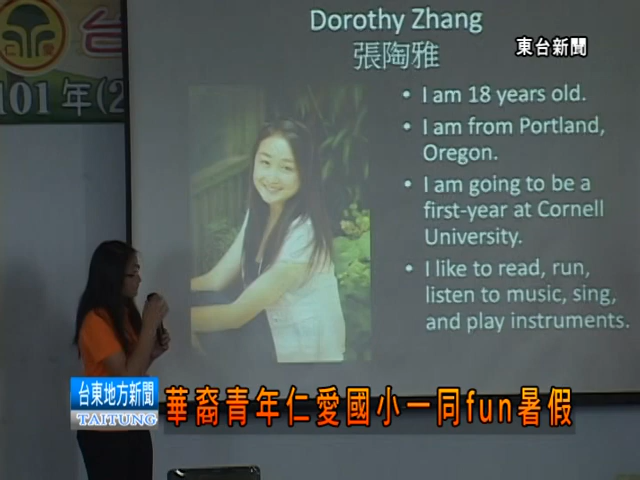 Dorothy Zhang
張陶雅
東台新聞
仁
愛
台
101年(2
• I am 18 years old.
• I am from Portland,
Oregon.
• I am going to be a
first-year at Cornell
University.
• I like to read, run,
listen to music, sing,
and play instruments.
台東地方新聞
TAITUNG
華裔青年仁愛國小一同fun暑假